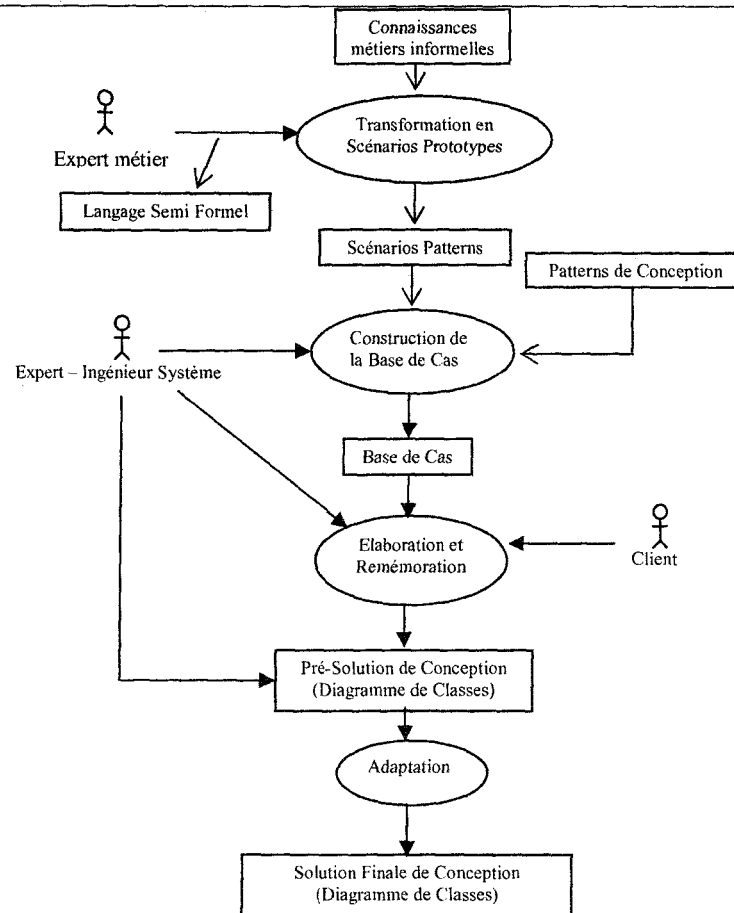 Connaissances
métiers informelles
Transformation en
Scénarios Prototypes
Expert métier
Langage Semi Formel
Scénarios Patterns
Patterns de Conception
Construction de
la Base de Cas
Expert – Ingénieur Système
Base de Cas
Elaboration et
Remémoration
Client
Pré-Solution de Conception
(Diagramme de Classes)
Adaptation
Solution Finale de Conception
(Diagramme de Classes)